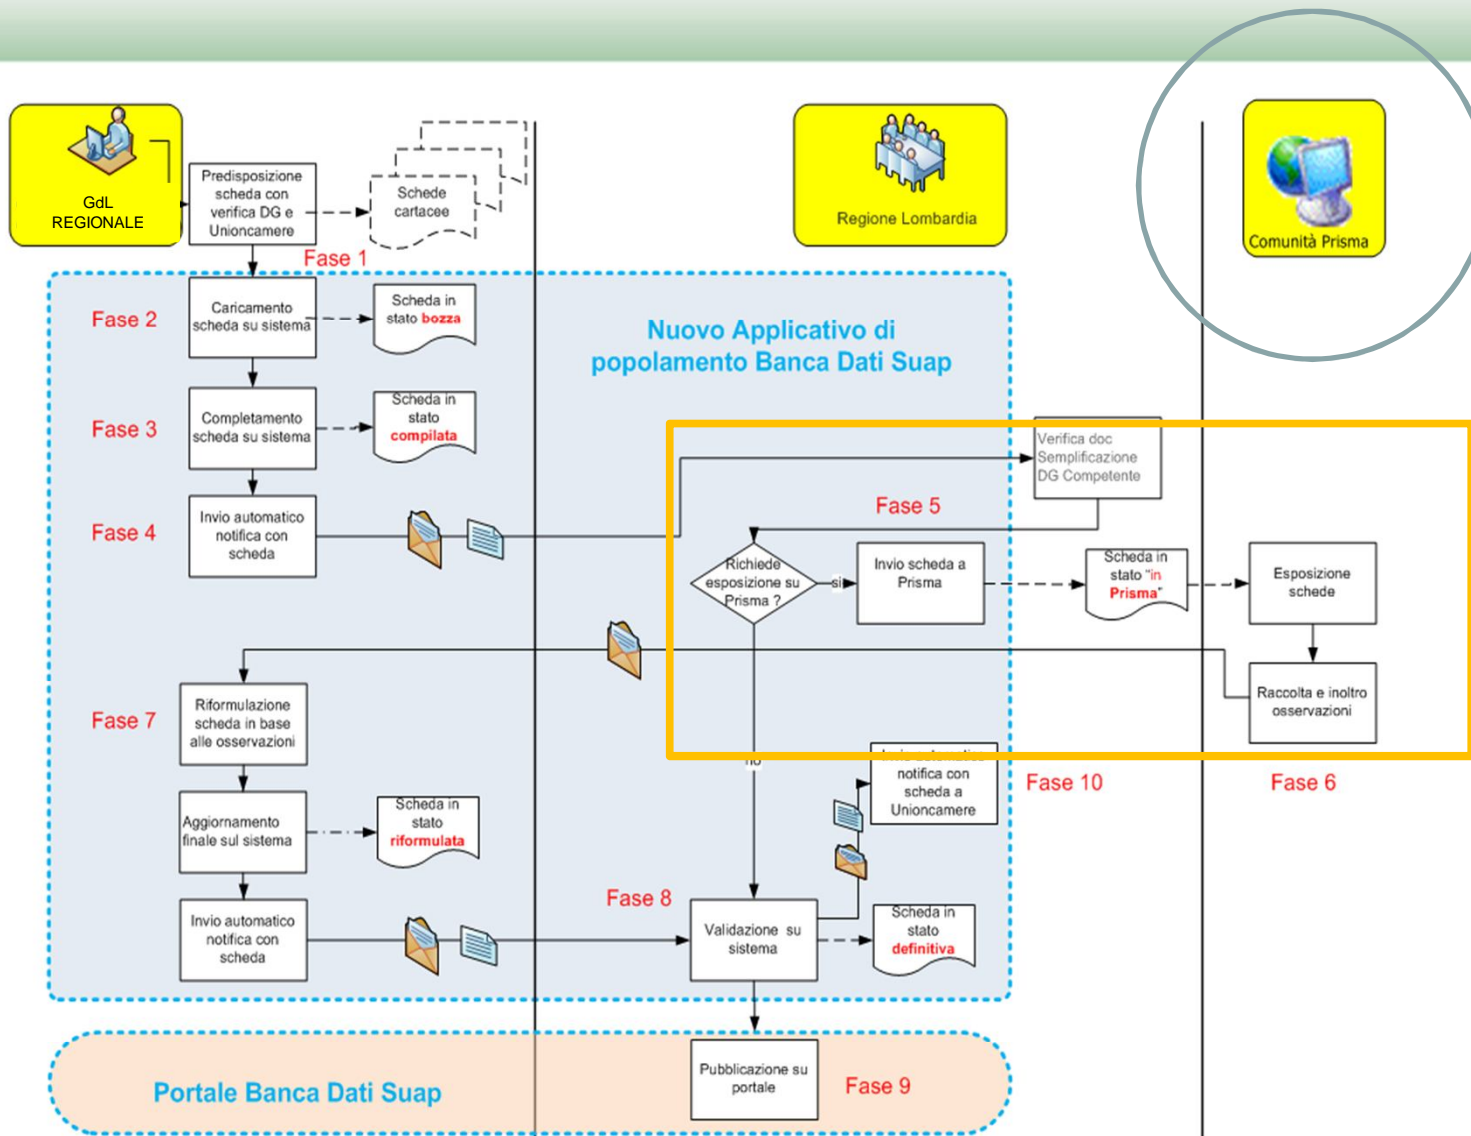 GdL
REGIONALE
Predisposizione
scheda con
verifica DG e
Unioncamere
Schede
cartacee
Regione Lombardia
Comunità Prisma
Fase 1
Fase 2
Caricamento
scheda su sistema
Scheda in
stato bozza
Nuovo Applicativo di
popolamento Banca Dati Suap
Fase 3
Completamento
scheda su sistema
Scheda in
stato
compilata
Verifica doc
Semplificazione
DG Competente
Fase 4
Invio automatico
notifica con
scheda
Fase 5
Richiede
esposizione su
Prisma ?
si
Invio scheda a
Prisma
Scheda in
stato "in
Prisma"
Esposizione
schede
Fase 7
Riformulazione
scheda in base
alle osservazioni
Raccolta e inoltro
osservazioni
no
Invio automatico
notifica con
scheda a
Unioncamere
Fase 10
Fase 6
Aggiornamento
finale sul sistema
Scheda in
stato
riformulata
Fase 8
Invio automatico
notifica con
scheda
Validazione su
sistema
Scheda in
stato
definitiva
Portale Banca Dati Suap
Pubblicazione su
portale
Fase 9